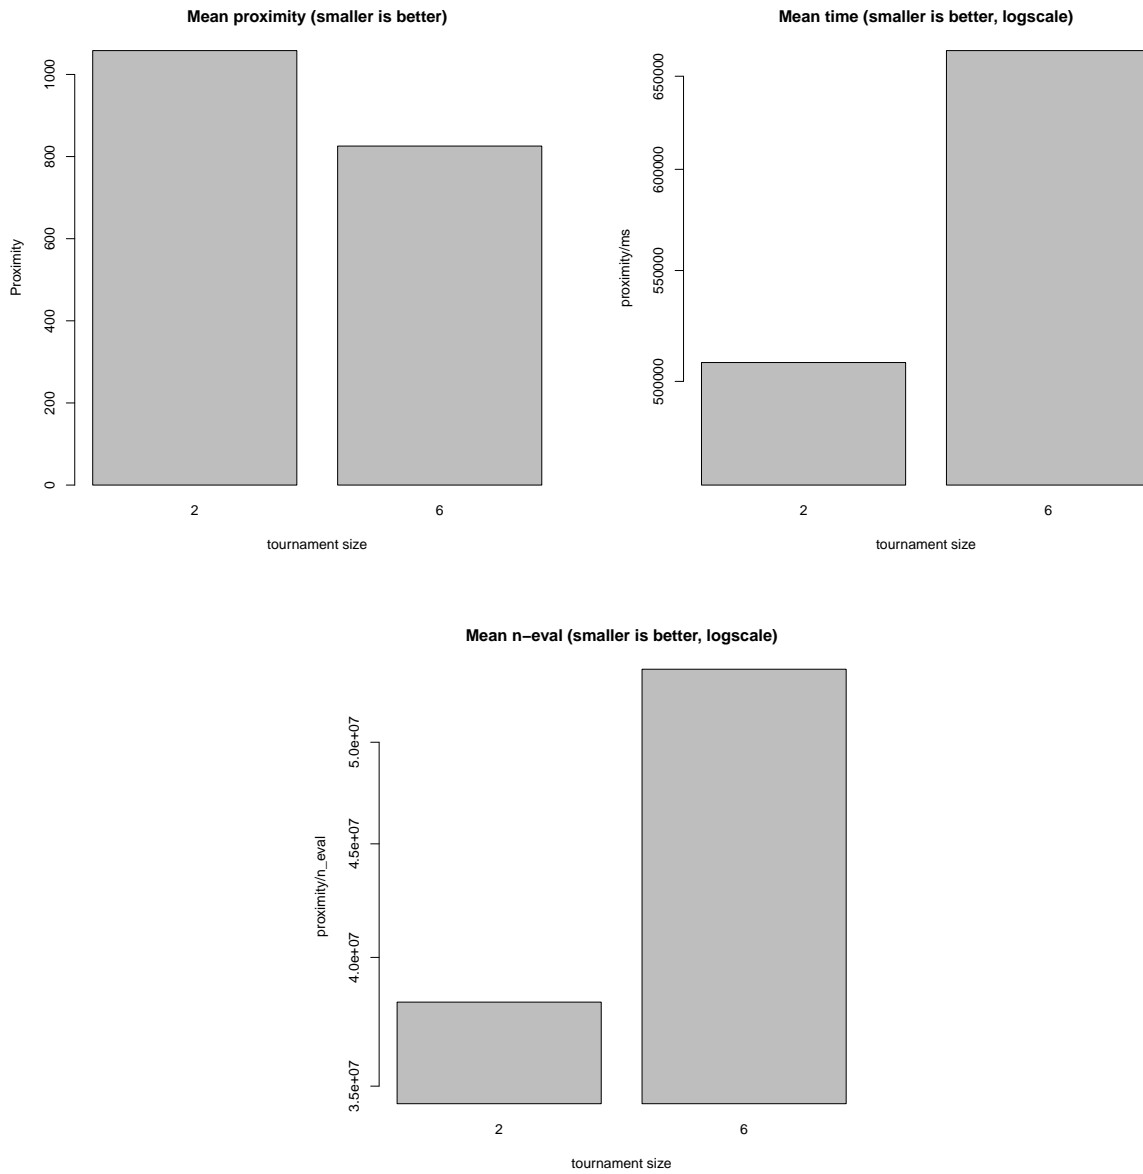 Mean proximity (smaller is better)
Proximity
1000
800
600
400
200
0
2
6
tournament size
Mean time (smaller is better, logscale)
proximity/ms
650000
600000
550000
500000
2
6
tournament size
Mean n−eval (smaller is better, logscale)
proximity/n_eval
5.0e+07
4.5e+07
4.0e+07
3.5e+07
2
6
tournament size